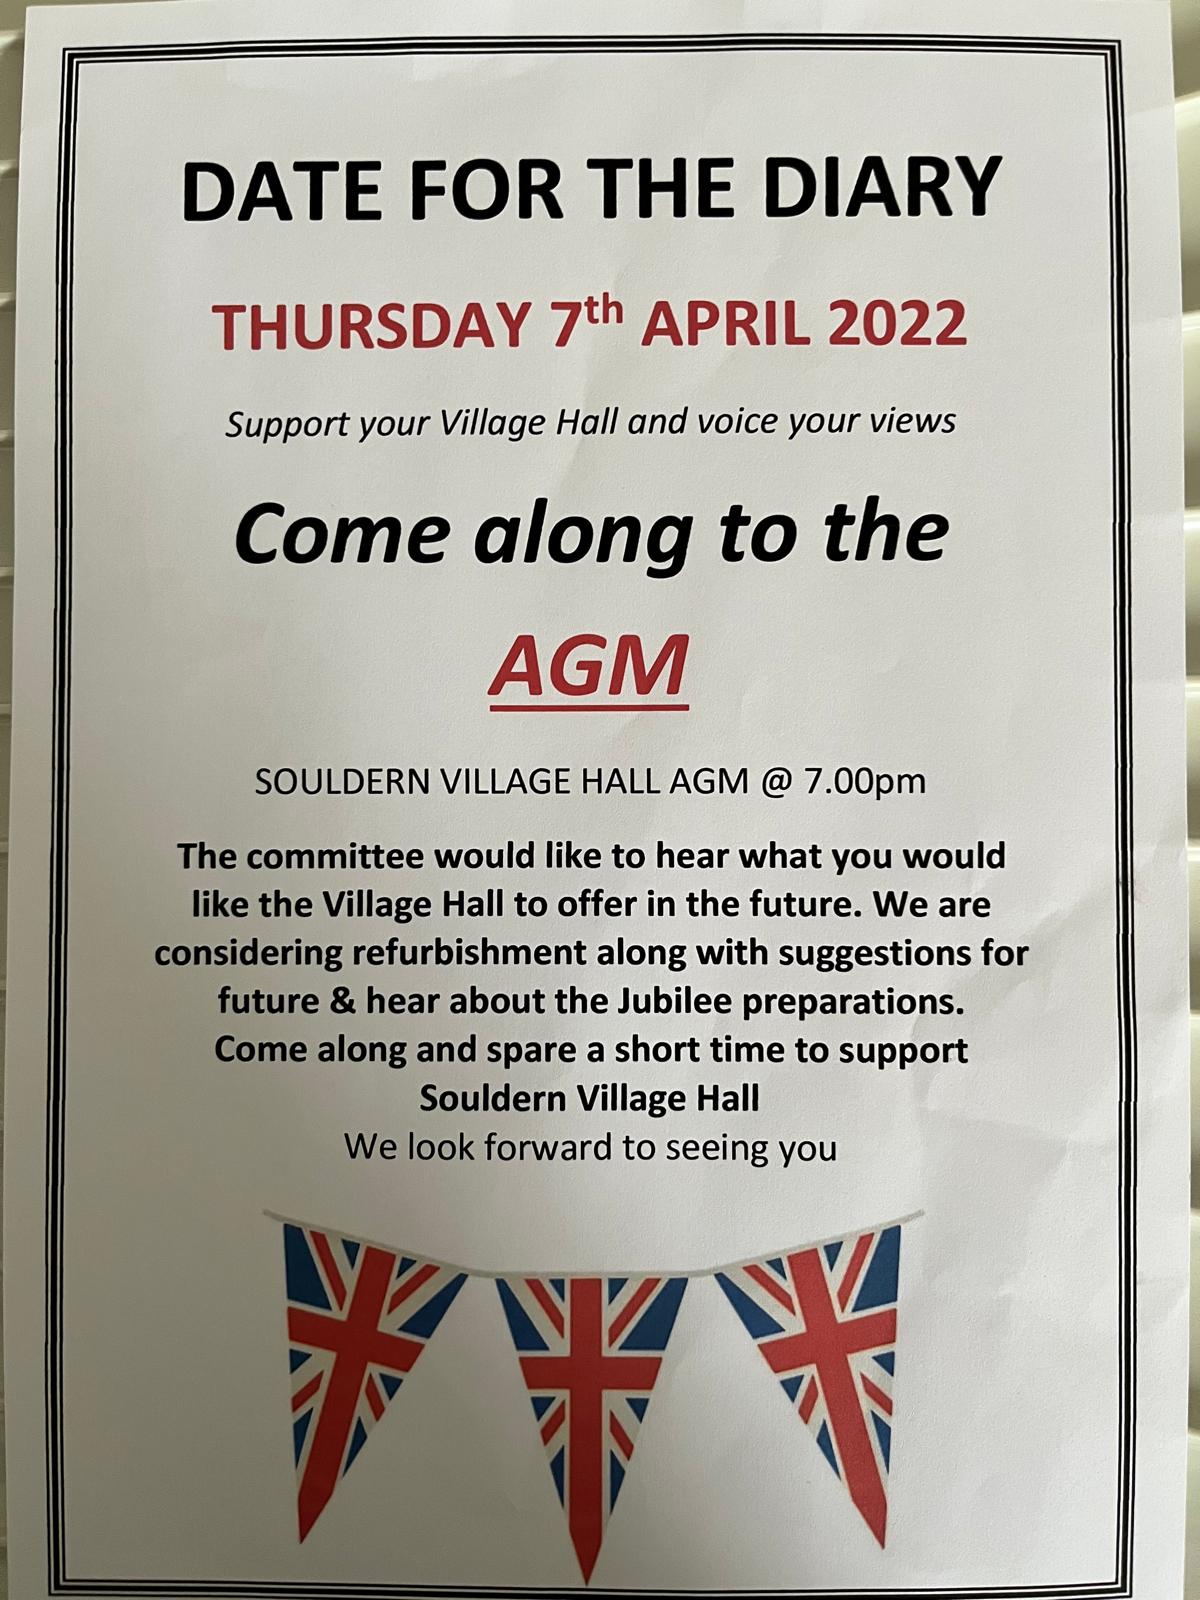 DATE FOR THE DIARY
THURSDAY 7th APRIL 2022
Support your Village Hall and voice your views
Come along to the
AGM
SOULDERN VILLAGE HALL AGM @ 7.00pm
The committee would like to hear what you would
like the Village Hall to offer in the future. We are
considering refurbishment along with suggestions for
future & hear about the Jubilee preparations.
Come along and spare a short time to support
Souldern Village Hall
We look forward to seeing you